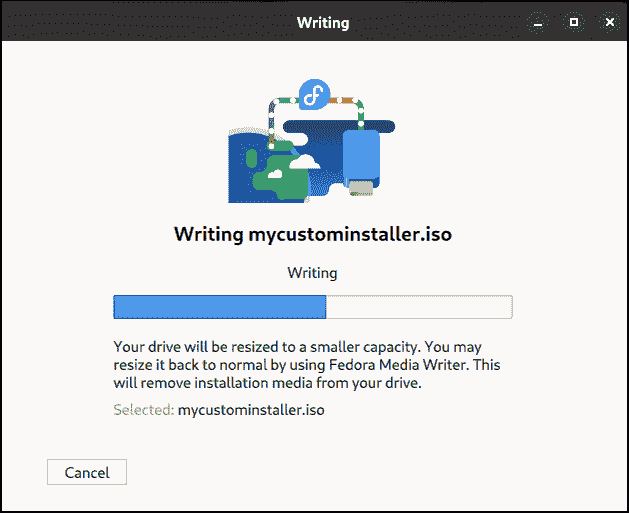 Writing
Writing mycustominstaller.iso
Writing
Your drive will be resized to a smaller capacity. You may
resize it back to normal by using Fedora Media Writer. This
will remove installation media from your drive.
Selected: mycustominstaller.iso
Cancel